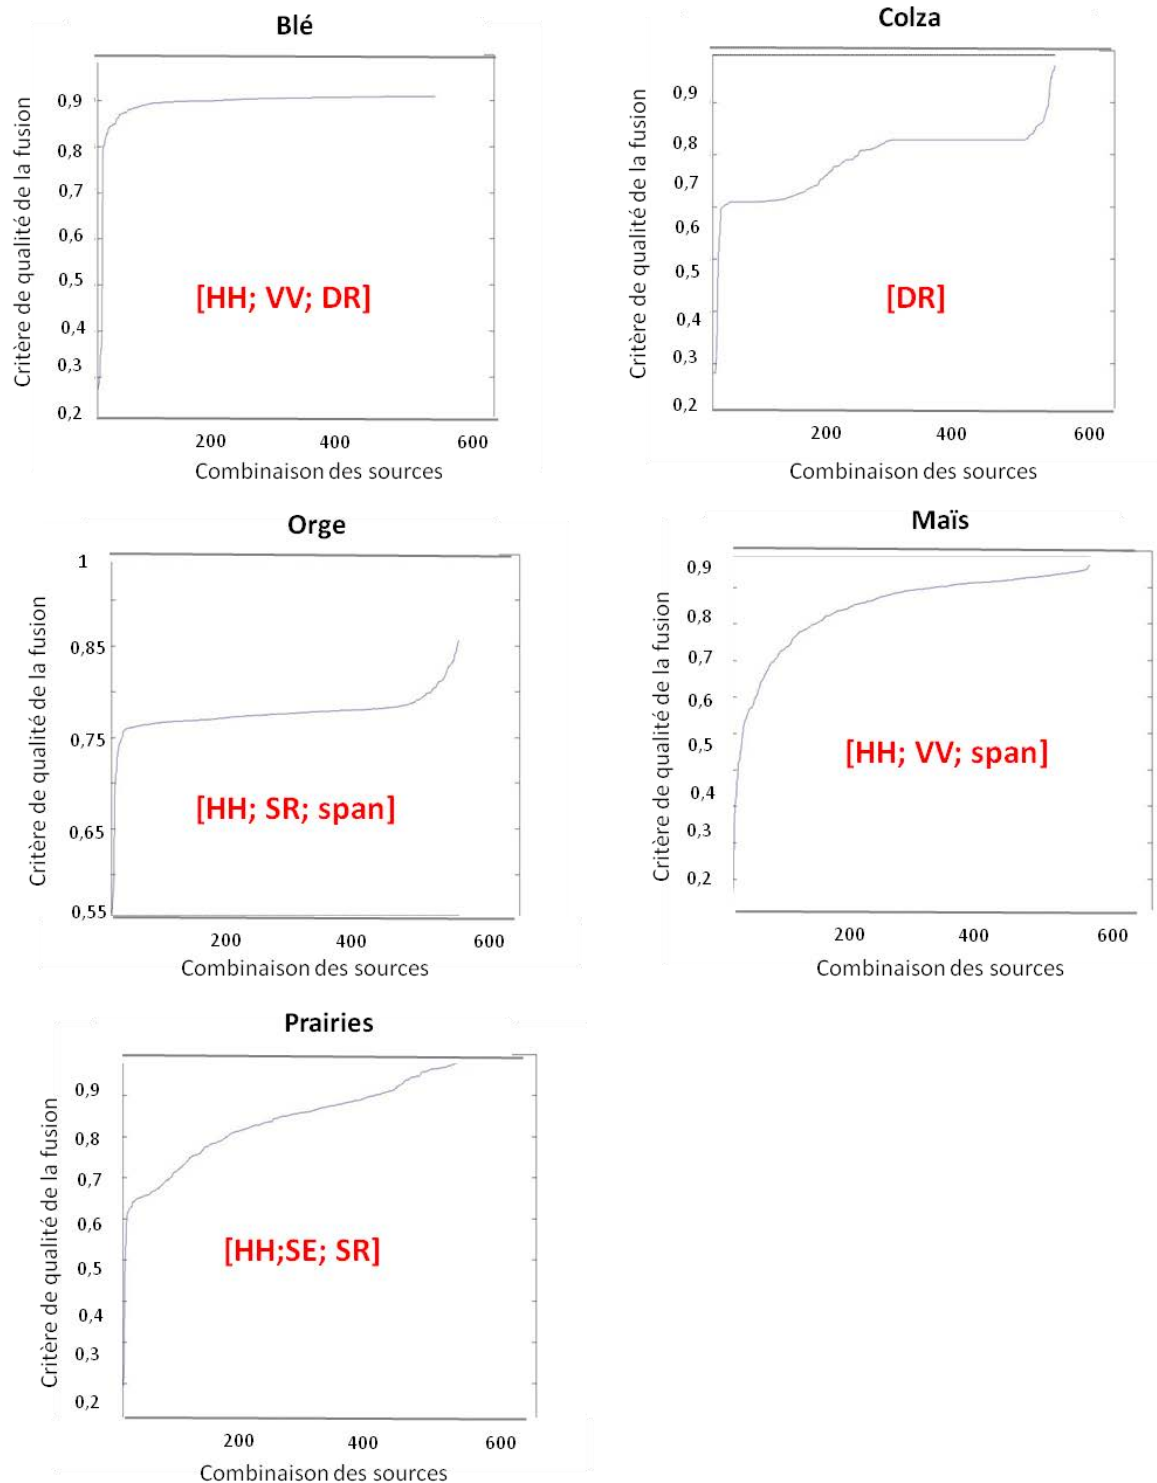 Blé
Critère de qualité de la fusion
0,9
0,8
0,7
0,6
0,5
0,4
0,3
0,2
[HH; VV; DR]
200 400 600
Combinaison des sources
Colza
Critère de qualité de la fusion
0,9
0,8
0,7
0,6
0,5
0,4
0,3
0,2
[DR]
200 400 600
Combinaison des sources
Orge
Critère de qualité de la fusion
1
0,85
0,75
0,65
0,55
[HH; SR; span]
200 400 600
Combinaison des sources
Maïs
Critère de qualité de la fusion
0,9
0,8
0,7
0,6
0,5
0,4
0,3
0,2
[HH; VV; span]
200 400 600
Combinaison des sources
Prairies
Critère de qualité de la fusion
0,9
0,8
0,7
0,6
0,5
0,4
0,3
0,2
[HH;SE; SR]
200 400 600
Combinaison des sources